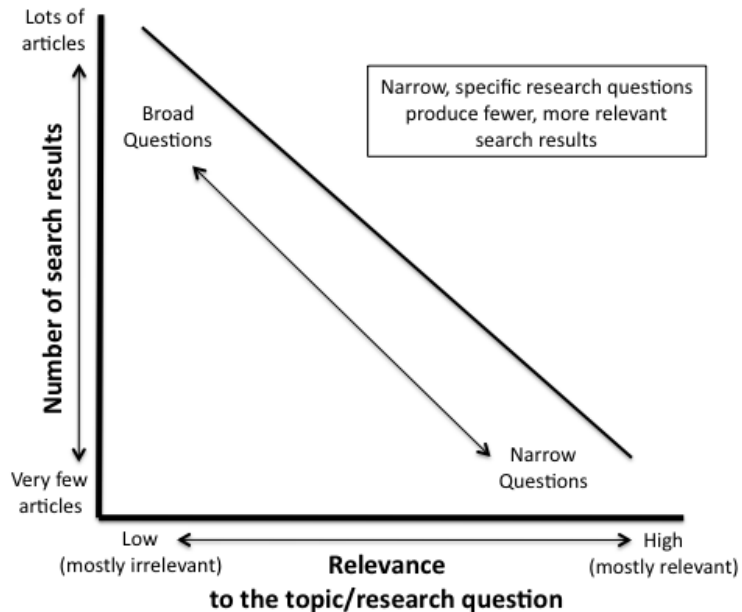 Lots of
articles
Broad
Questions
Narrow, specific research questions
produce fewer, more relevant
search results
Number of search results
Narrow
Questions
Very few
articles
Low
(mostly irrelevant)
High
(mostly relevant)
Relevance
to the topic/research question